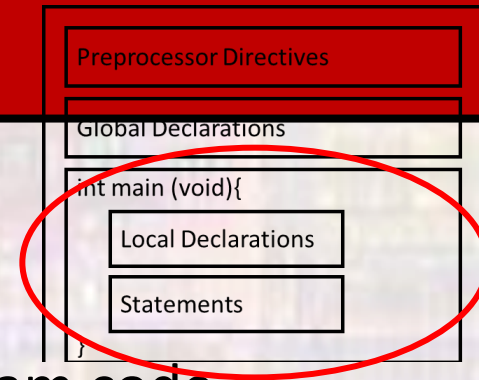 Preprocessor Directives
Global Declarations
int main (void){
Local Declarations
Statements
}